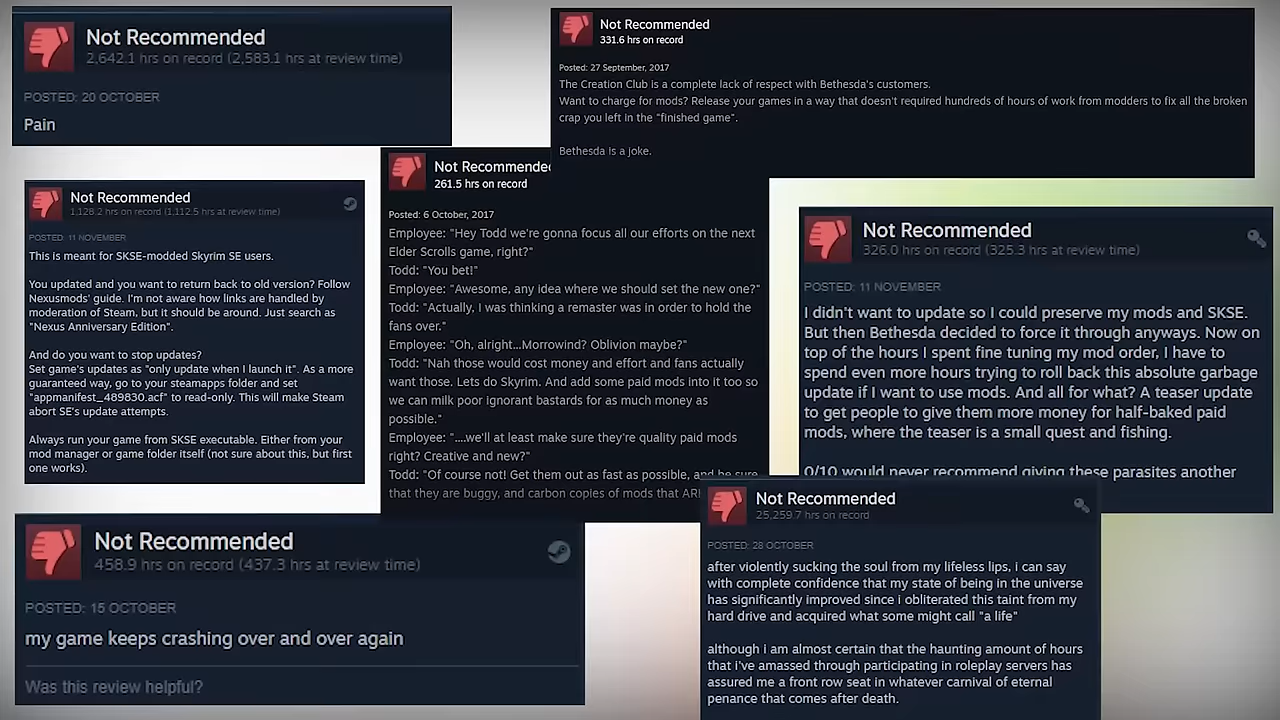 Not Recommended
2,642.1 hrs on record (2,583.1 hrs at review time)
POSTED: 20 OCTOBER
Pain
Not Recommended
331.6 hrs on record
Posted: 27 September, 2017
The Creation Club is a complete lack of respect with Bethesda's customers.
Want to charge for mods? Release your games in a way that doesn't required hundreds of hours of work from modders to fix all the broken
crap you left in the "finished game".
Bethesda is a joke.
Not Recommended
1,128.2 hrs on record (1,112.5 hrs at review time)
POSTED: 11 NOVEMBER
This is meant for SKSE-modded Skyrim SE users.
You updated and you want to return back to old version? Follow
Nexusmods' guide. I'm not aware how links are handled by
moderation of Steam, but it should be around. Just search as
"Nexus Anniversary Edition".
And do you want to stop updates?
Set game's updates as "only update when I launch it". As a more
guaranteed way, go to your steamapps folder and set
"appmanifest_489830.acf" to read-only. This will make Steam
abort SE's update attempts.
Always run your game from SKSE executable. Either from your
mod manager or game folder itself (not sure about this, but first
one works).
Not Recommende
261.5 hrs on record
Posted: 6 October, 2017
Employee: "Hey Todd we're gonna focus all our efforts on the next
Elder Scrolls game, right?"
Todd: "You bet!"
Employee: "Awesome, any idea where we should set the new one?"
Todd: "Actually, I was thinking a remaster was in order to hold the
fans over."
Employee: "Oh, alright...Morrowind? Oblivion maybe?"
Todd: "Nah those would cost money and effort and fans actually
want those. Lets do Skyrim. And add some paid mods into it too so
we can milk poor ignorant bastards for as much money as
possible."
Employee: "....we'll at least make sure they're quality paid mods
right? Creative and new?"
Todd: "Of course not! Get them out as fast as possible, and be sure
that they are buggy, and carbon copies of mods that AR
Not Recommended
326.0 hrs on record (325.3 hrs at review time)
POSTED: 11 NOVEMBER
I didn't want to update so I could preserve my mods and SKSE.
But then Bethesda decided to force it through anyways. Now on
top of the hours I spent fine tuning my mod order, I have to
spend even more hours trying to roll back this absolute garbage
update if I want to use mods. And all for what? A teaser update
to get people to give them more money for half-baked paid
mods, where the teaser is a small quest and fishing.
0/10 would never recommend giving these parasites another
Not Recommended
458.9 hrs on record (437.3 hrs at review time)
POSTED: 15 OCTOBER
my game keeps crashing over and over again
Was this review helpful?
Not Recommended
25,259.7 hrs on record
POSTED: 28 OCTOBER
after violently sucking the soul from my lifeless lips, i can say
with complete confidence that my state of being in the universe
has significantly improved since i obliterated this taint from my
hard drive and acquired what some might call "a life"
although i am almost certain that the haunting amount of hours
that i've amassed through participating in roleplay servers has
assured me a front row seat in whatever carnival of eternal
penance that comes after death.